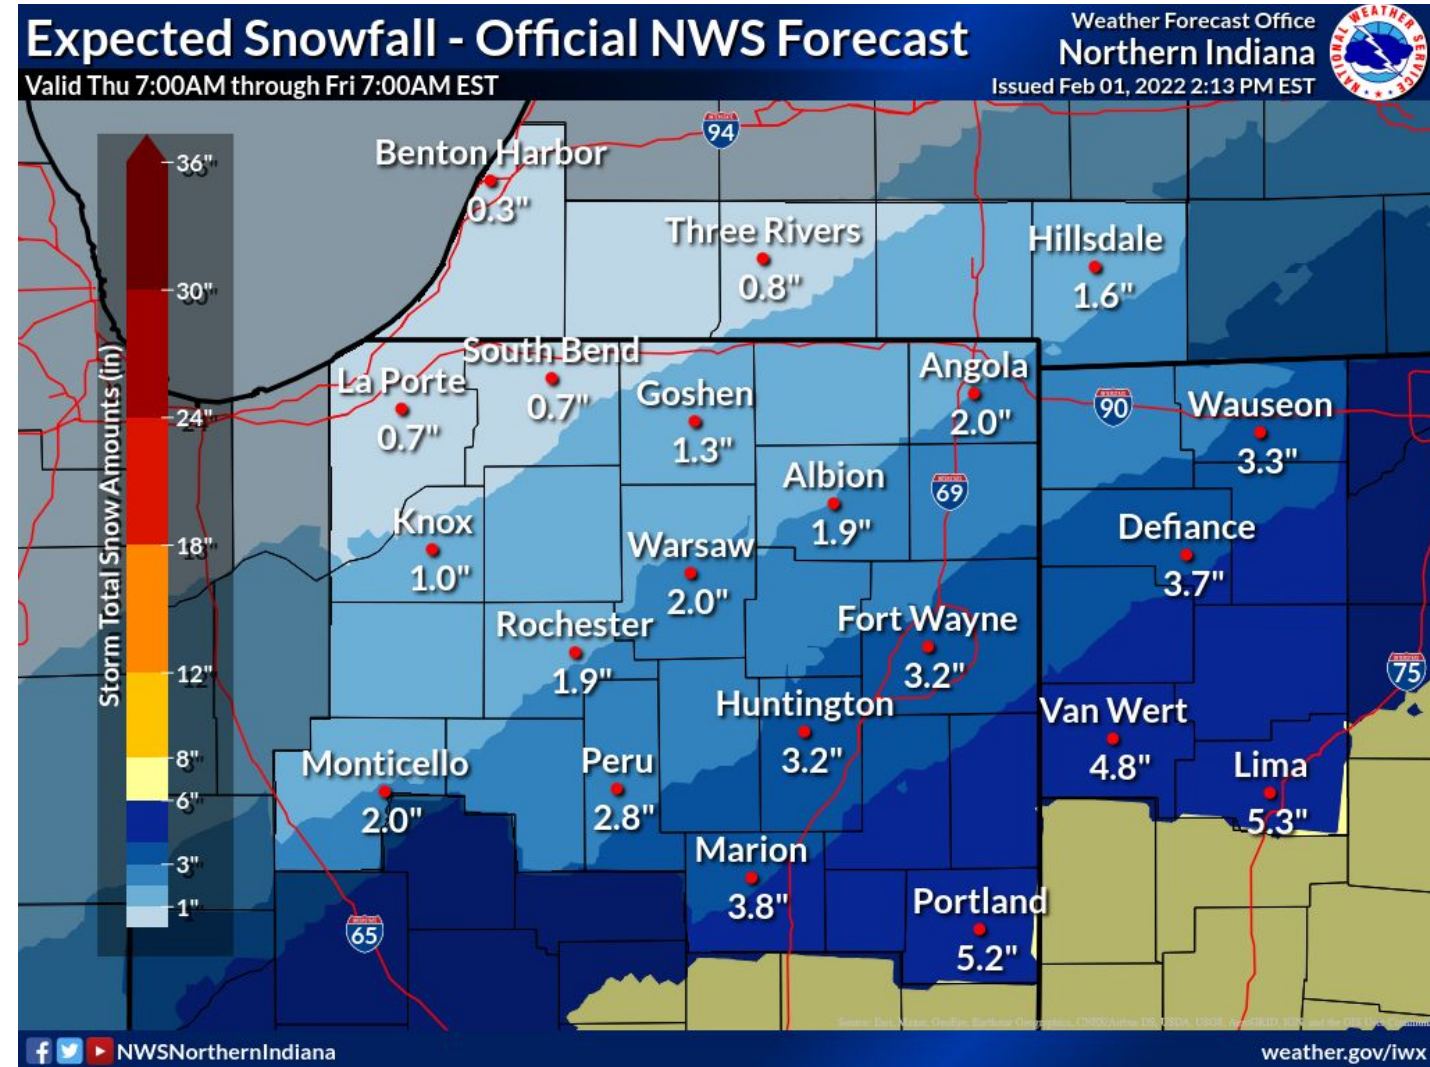 Expected Snowfall - Official NWS Forecast
Valid Thu 7:00AM through Fri 7:00AM EST
Weather Forecast Office
Northern Indiana
Issued Feb 01, 2022 2:13 PM EST
NATIONAL WEATHER SERVICE
Storm Total Snow Amounts (in)
36"
30"
24"
18"
12"
8"
6"
3"
1"
94
Benton Harbor
0.3"
Three Rivers
0.8"
Hillsdale
1.6"
South Bend
0.7"
La Porte
0.7"
Goshen
1.3"
Angola
2.0"
90
Wauseon
3.3"
Albion
1.9"
69
Knox
1.0"
Warsaw
2.0"
Defiance
3.7"
Rochester
1.9"
Fort Wayne
3.2"
75
Huntington
3.2"
Van Wert
4.8"
Monticello
2.0"
Peru
2.8"
Lima
5.3"
Marion
3.8"
Portland
5.2"
65
NWSNorthernIndiana
weather.gov/iwx